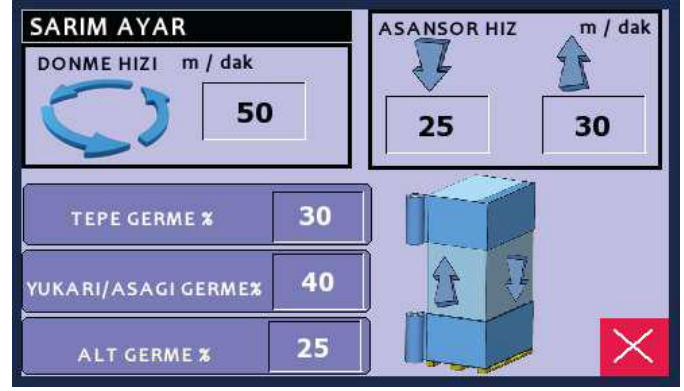 SARIM AYAR
DONME HIZI m / dak
50
ASANSOR HIZ m / dak
25 30
TEPE GERME % 30
YUKARI/ASAGI GERME% 40
ALT GERME % 25